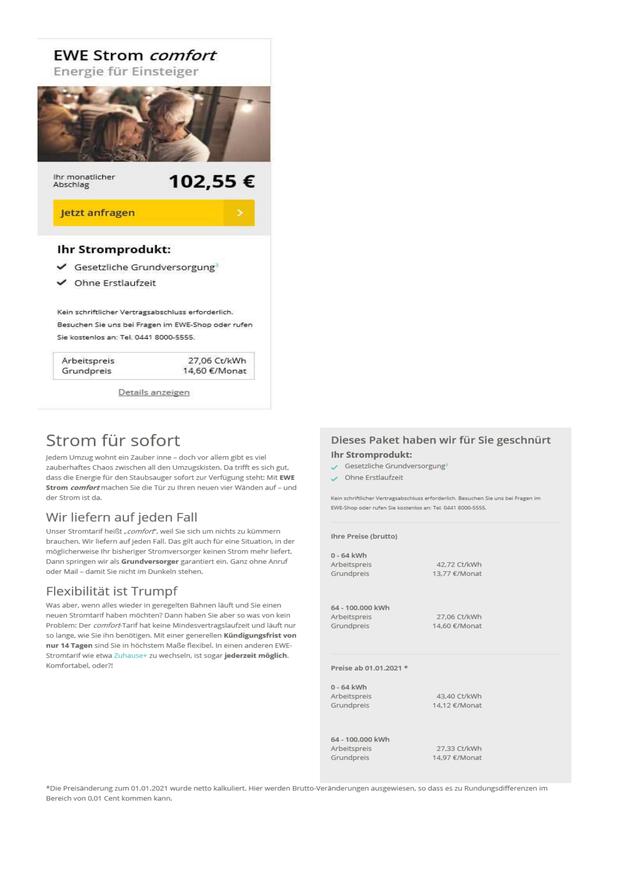 EWE Strom comfort
Energie für Einsteiger
Ihr monatlicher
Abschlag
102,55 €
Jetzt anfragen
Ihr Stromprodukt:
Gesetzliche Grundversorgung³
Ohne Erstlaufzeit
Kein schriftlicher Vertragsabschluss erforderlich.
Besuchen Sie uns bei Fragen im EWE-Shop oder rufen
Sie kostenlos an: Tel. 0441 8000-5555.
Arbeitspreis 27,06 Ct/kWh
Grundpreis 14,60 €/Monat
Details anzeigen
Strom für sofort
Jedem Umzug wohnt ein Zauber inne – doch vor allem gibt es viel
zauberhaftes Chaos zwischen all den Umzugskisten. Da trifft es sich gut,
dass die Energie für den Staubsauger sofort zur Verfügung steht: Mit EWE
Strom comfort machen Sie die Tür zu Ihren neuen vier Wänden auf – und
der Strom ist da.
Wir liefern auf jeden Fall
Unser Stromtarif heißt „comfort“, weil Sie sich um nichts zu kümmern
brauchen. Wir liefern auf jeden Fall. Das gilt auch für eine Situation, in der
möglicherweise Ihr bisheriger Stromversorger keinen Strom mehr liefert.
Dann springen wir als Grundversorger garantiert ein. Ganz ohne Anruf
oder Mail – damit Sie nicht im Dunkeln stehen.
Flexibilität ist Trumpf
Was aber, wenn alles wieder in geregelten Bahnen läuft und Sie einen
neuen Stromtarif haben möchten? Dann haben Sie aber so was von kein
Problem: Der comfort-Tarif hat keine Mindesvertragslaufzeit und läuft nur
so lange, wie Sie ihn benötigen. Mit einer generellen Kündigungsfrist von
nur 14 Tagen sind Sie in höchstem Maße flexibel. In einen anderen EWE-
Stromtarif wie etwa Zuhause+ zu wechseln, ist sogar jederzeit möglich.
Komfortabel, oder?!
Dieses Paket haben wir für Sie geschnürt
Ihr Stromprodukt:
Gesetzliche Grundversorgung
Ohne Erstlaufzeit
Kein schriftlicher Vertragsabschluss erforderlich. Besuchen Sie uns bei Fragen im
EWE-Shop oder rufen Sie kostenlos an: Tel. 0441 8000-5555.
Ihre Preise (brutto)
0 - 64 kWh
Arbeitspreis 42,72 Ct/kWh
Grundpreis 13,77 €/Monat
64 - 100.000 kWh
Arbeitspreis 27,06 Ct/kWh
Grundpreis 14,60 €/Monat
Preise ab 01.01.2021 *
0 - 64 kWh
Arbeitspreis 43,40 Ct/kWh
Grundpreis 14,12 €/Monat
64 - 100.000 kWh
Arbeitspreis 27,33 Ct/kWh
Grundpreis 14,97 €/Monat
*Die Preisänderung zum 01.01.2021 wurde netto kalkuliert. Hier werden Brutto-Veränderungen ausgewiesen, so dass es zu Rundungsdifferenzen im
Bereich von 0,01 Cent kommen kann.